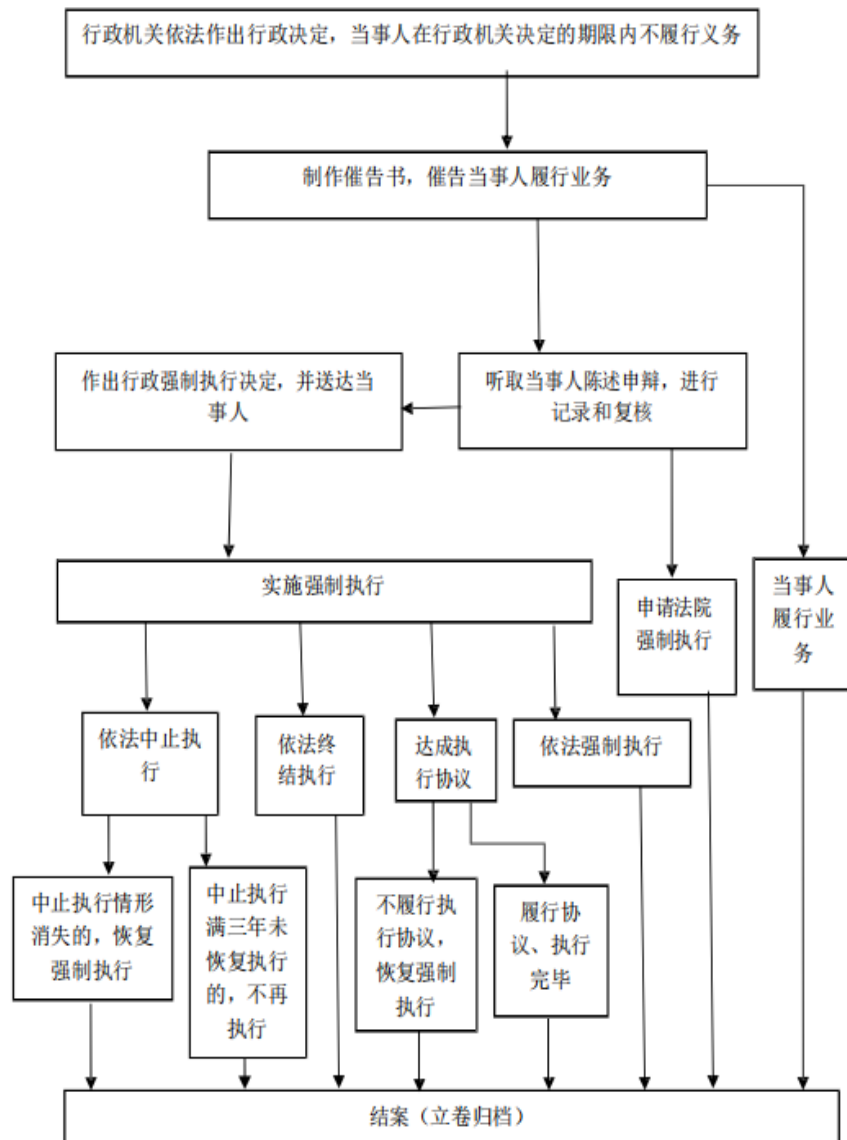 行政机关依法作出行政决定，当事人在行政机关决定的期限内不履行义务
制作催告书，催告当事人履行业务
作出行政强制执行决定，并送达当
事人
听取当事人陈述申辩，进行
记录和复核
实施强制执行
申请法院
强制执行
当事人
履行业
务
依法中止执
行
依法终
结执行
达成执
行协议
依法强制执行
中止执行情形
消失的，恢复
强制执行
中止执行
满三年未
恢复执行
的，不再
执行
不履行执
行协议，
恢复强制
执行
履行协
议、执行
完毕
结案（立卷归档）